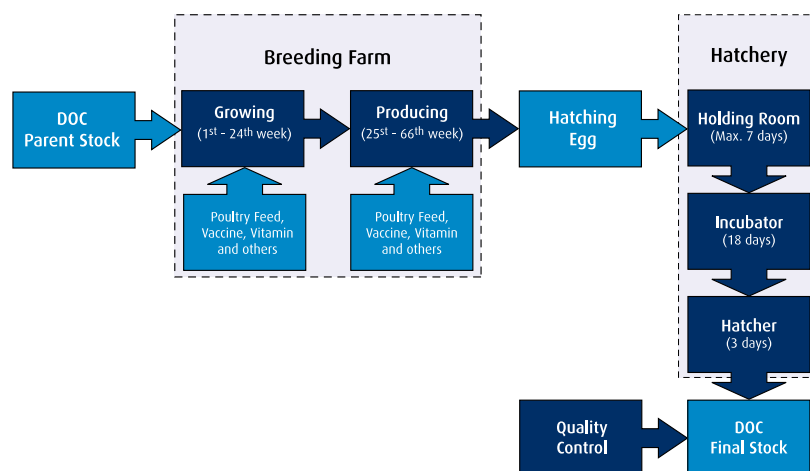 Breeding Farm
Hatchery
DOC
Parent Stock
Growing
(1st - 24th week)
Producing
(25st - 66th week)
Hatching
Egg
Holding Room
(Max. 7 days)
Poultry Feed,
Vaccine, Vitamin
and others
Poultry Feed,
Vaccine, Vitamin
and others
Incubator
(18 days)
Hatcher
(3 days)
Quality
Control
DOC
Final Stock